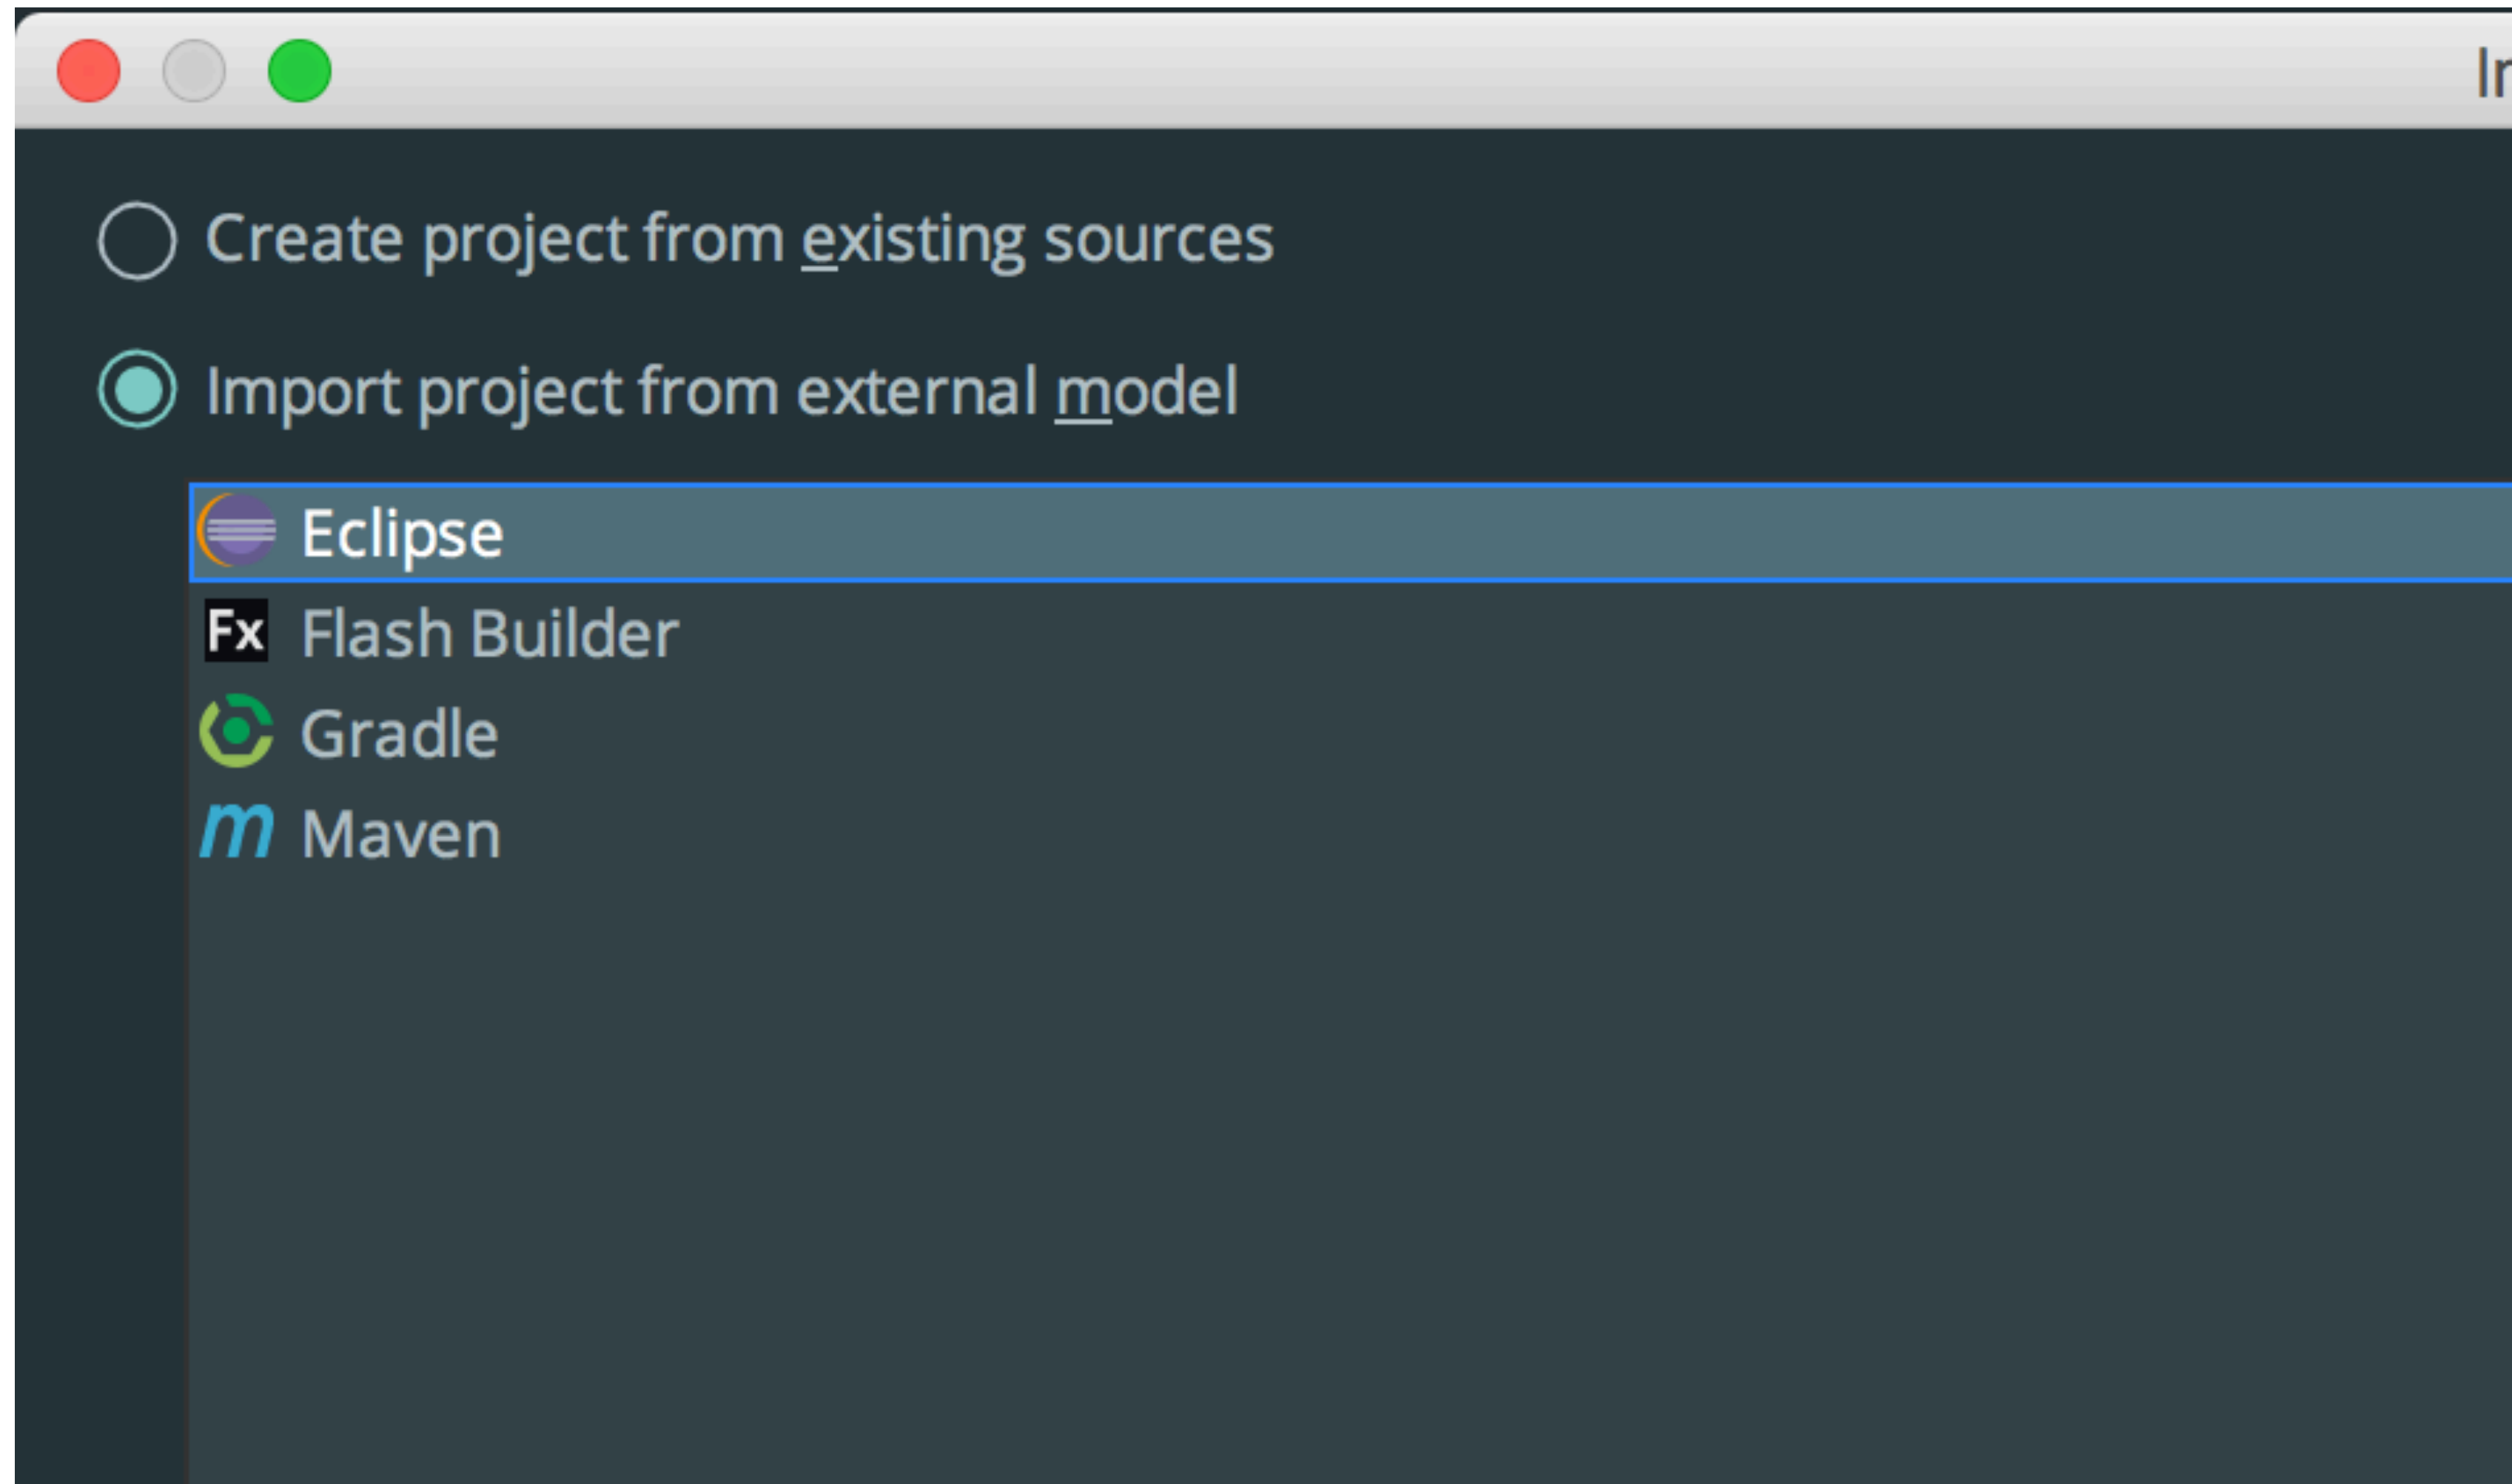 Create project from existing sources
Import project from external model
Eclipse
Fx Flash Builder
Gradle
m Maven